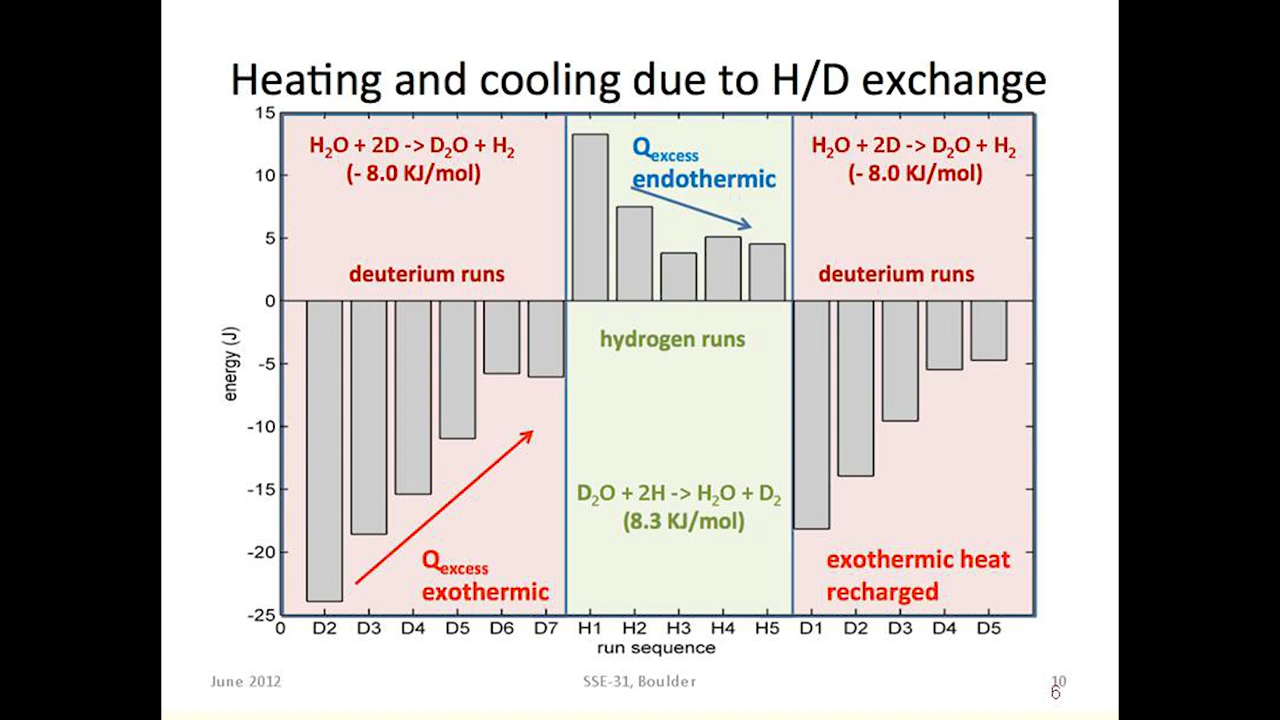 Heating and cooling due to H/D exchange
15
10
5
0
-5
-10
-15
-20
-25
energy (J)
H₂O + 2D -> D₂O + H₂
(- 8.0 KJ/mol)
deuterium runs
Qexcess
exothermic
Qexcess
endothermic
hydrogen runs
D₂O + 2H -> H₂O + D₂
(8.3 KJ/mol)
H₂O + 2D -> D₂O + H₂
(- 8.0 KJ/mol)
deuterium runs
exothermic heat
recharged
0 D2 D3 D4 D5 D6 D7 H1 H2 H3 H4 H5 D1 D2 D3 D4 D5
run sequence
June 2012 SSE-31, Boulder 10
6